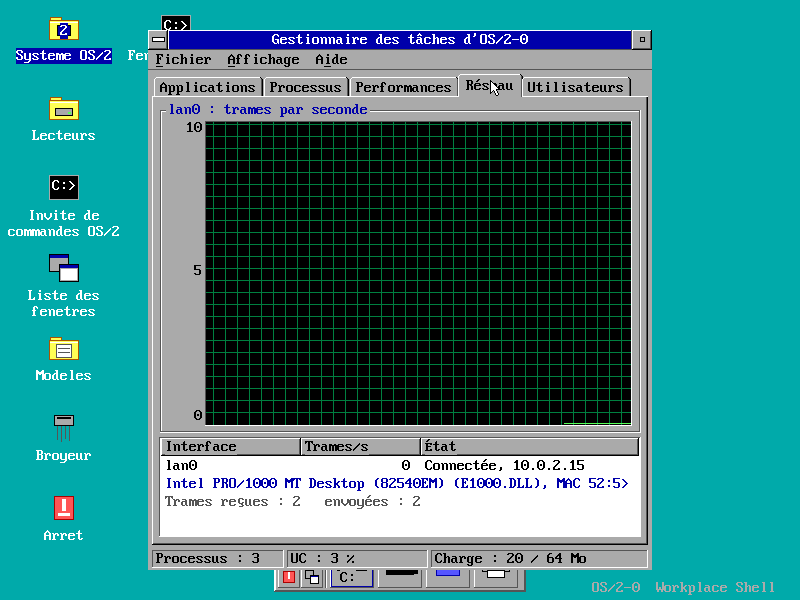 C:>
Systeme OS/2
Lecteurs
C:>
Invite de
commandes OS/2
Liste des
fenetres
Modeles
Broyeur
Arret
Gestionnaire des tâches d'OS/2-0
Fichier Affichage Aide
Applications Processus Performances Réseau Utilisateurs
lan0 : trames par seconde
10
5
0
Interface Trames/s État
lan0 0 Connectée, 10.0.2.15
Intel PRO/1000 MT Desktop (82540EM) (E1000.DLL), MAC 52:5>
Trames reçues : 2 envoyées : 2
Processus : 3 UC : 3 % Charge : 20 / 64 Mo
C:
OS/2-0 Workplace Shell